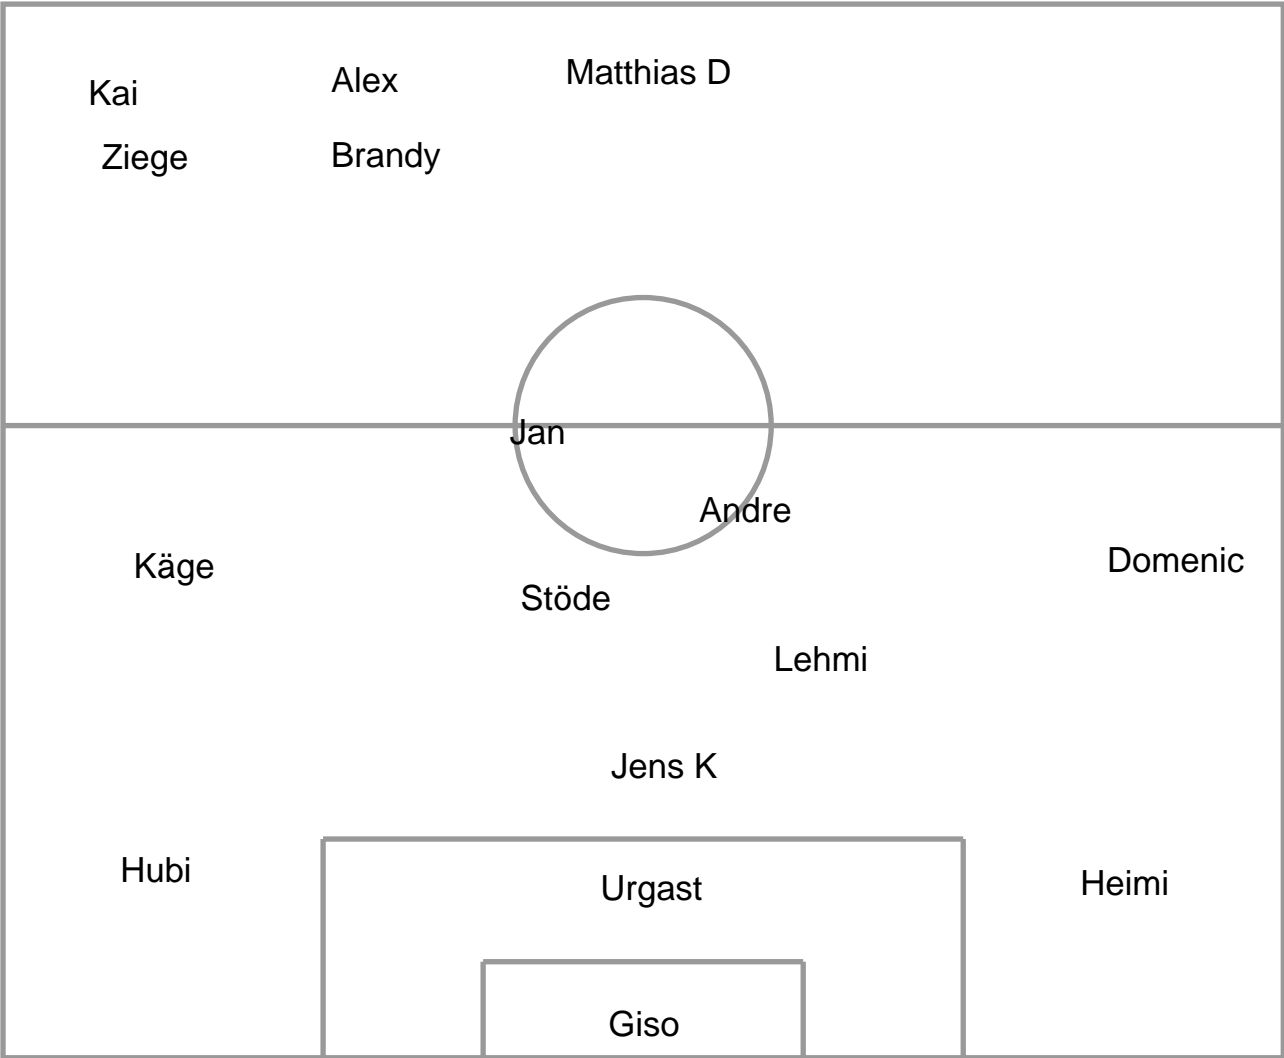 Kai
Alex
Matthias D
Ziege
Brandy
Jan
Andre
Käge
Domenic
Stöde
Lehmi
Jens K
Hubi
Urgast
Heimi
Giso